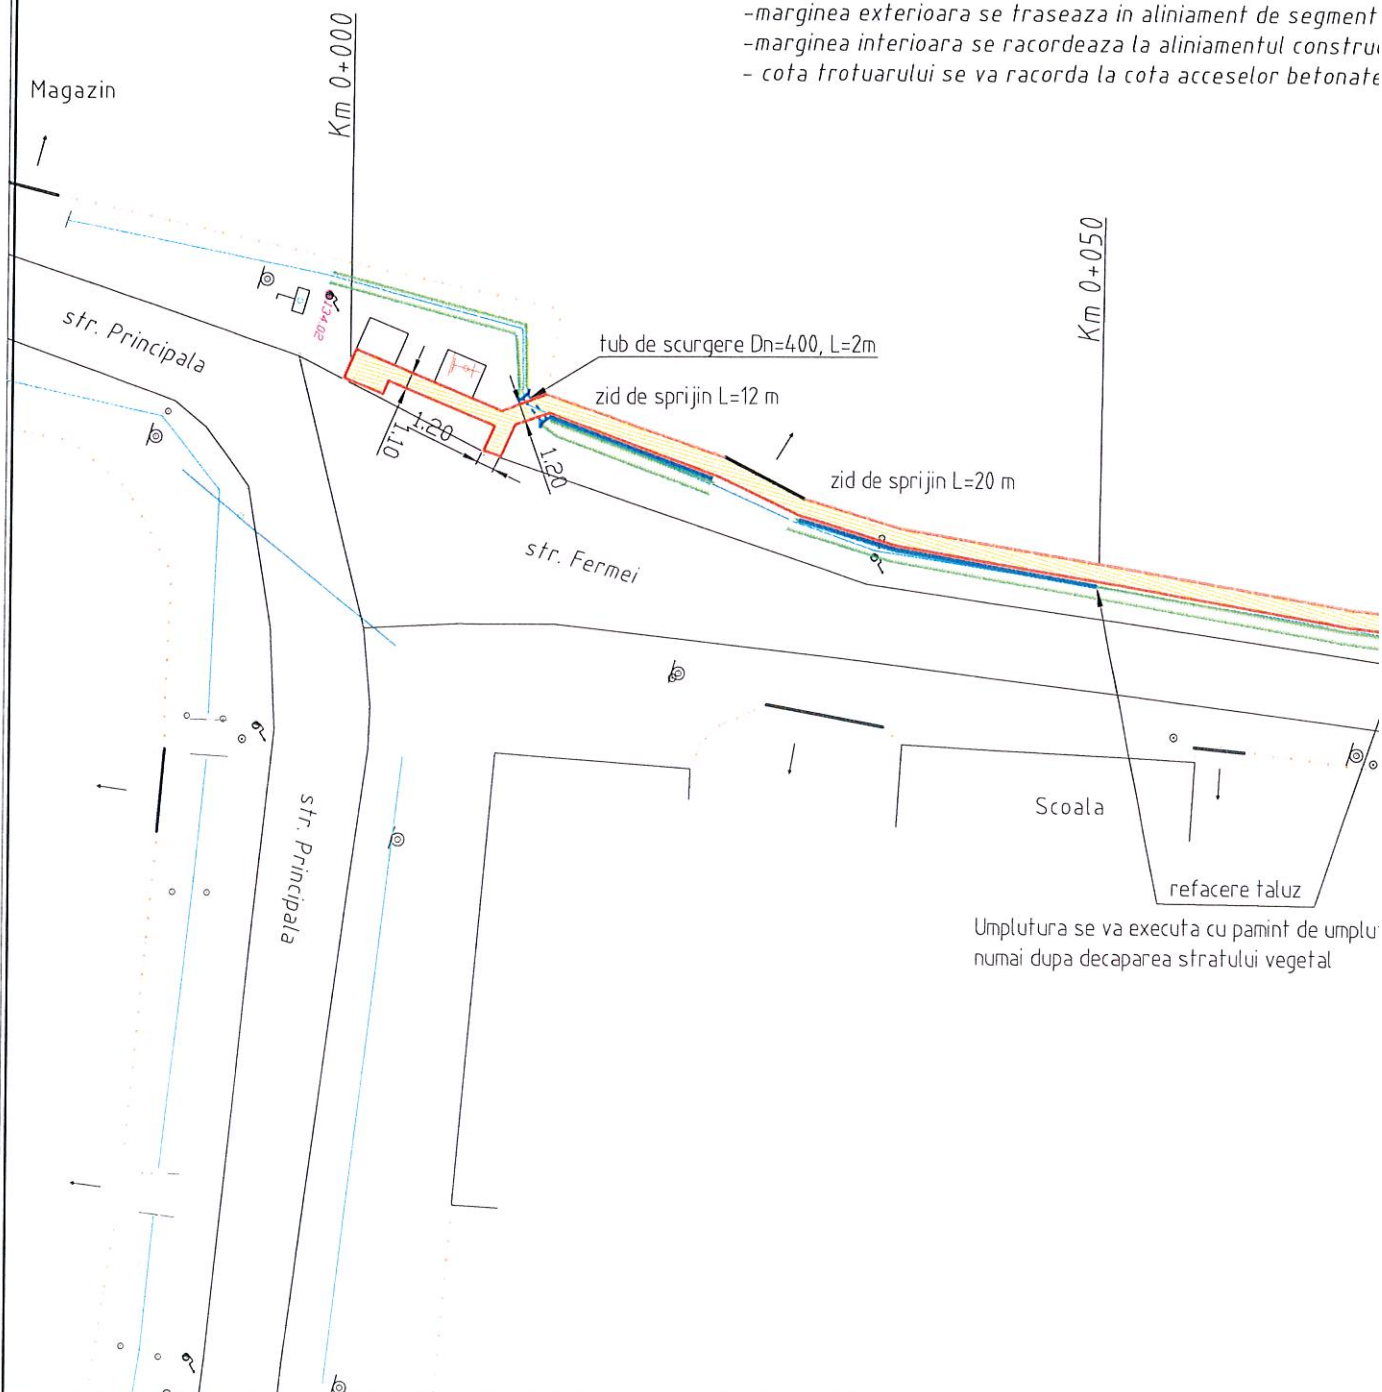 -marginea exterioara se traseaza in aliniament de segment
-marginea interioara se racordeaza la aliniamentul constru
- cota trotuarului se va racorda la cota acceselor betonate
Km 0+000
Magazin
Km 0+050
str. Principala
134.02
tub de scurgere Dn=400, L=2m
zid de sprijin L=12 m
1.20
1.10
1.20
zid de sprijin L=20 m
str. Fermei
str. Principala
Scoala
refacere taluz
Umplutura se va executa cu pamint de umplu
numai dupa decaparea stratului vegetal